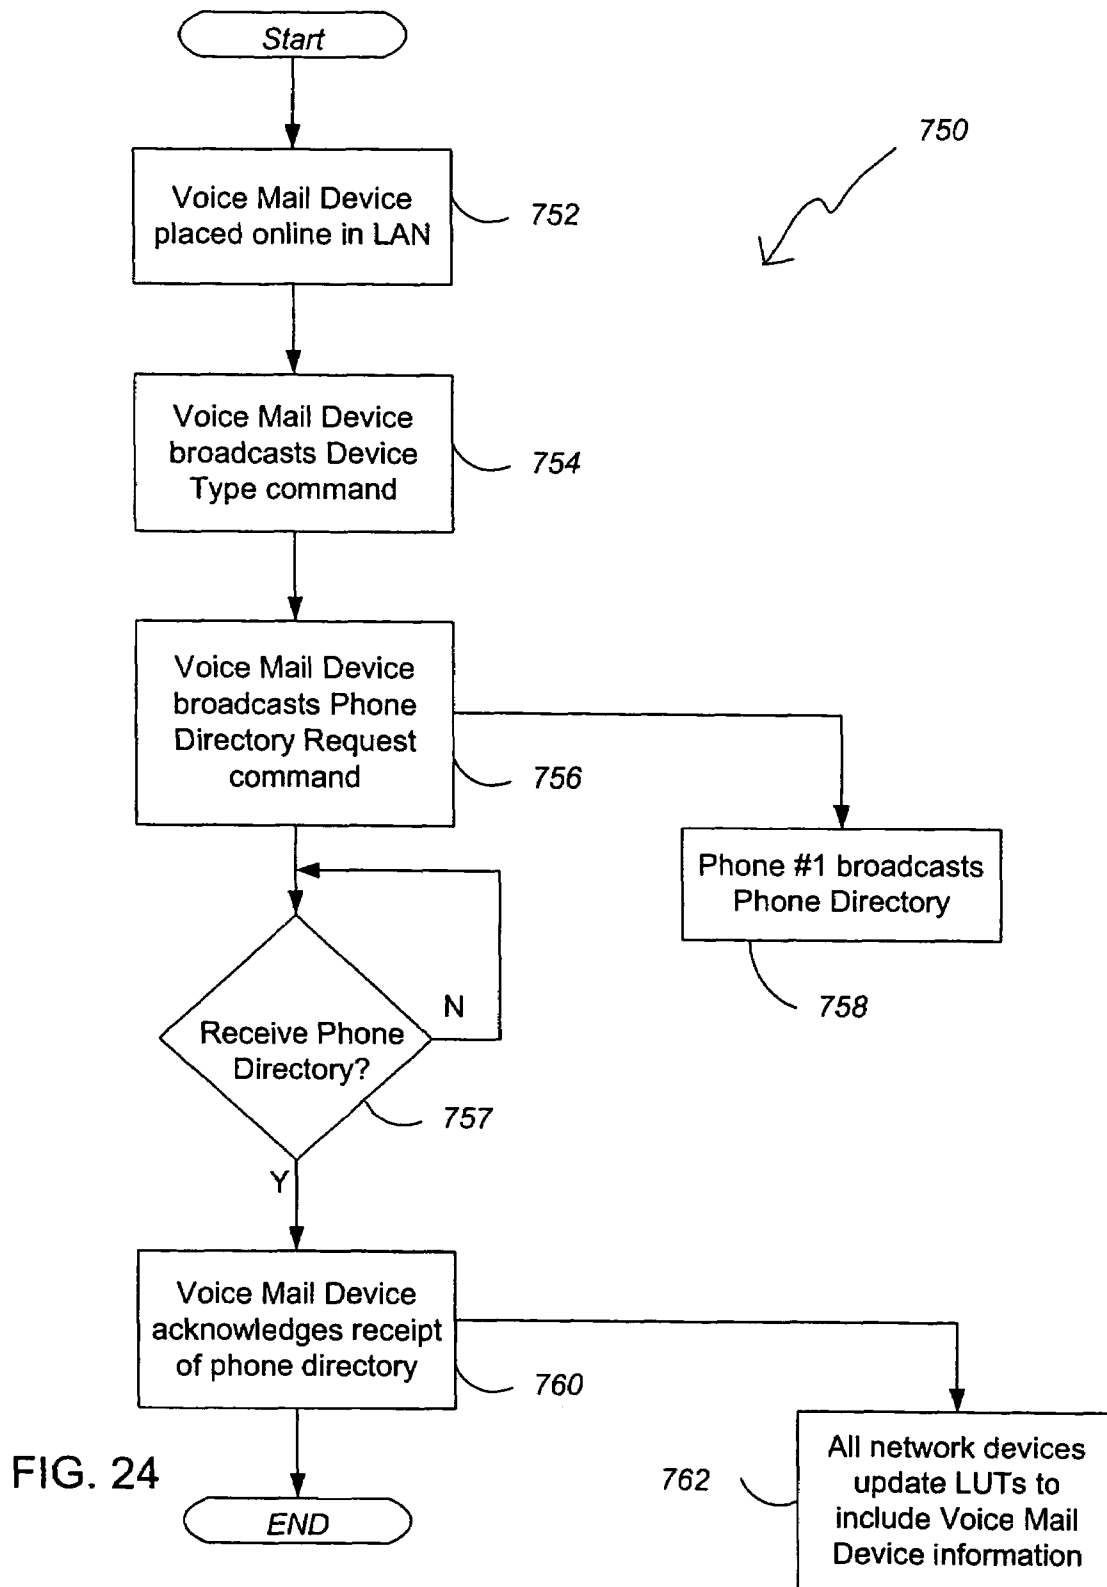 Start
750
Voice Mail Device
placed online in LAN
752
Voice Mail Device
broadcasts Device
Type command
754
Voice Mail Device
broadcasts Phone
Directory Request
command
756
Phone #1 broadcasts
Phone Directory
758
N
Receive Phone
Directory?
757
Y
Voice Mail Device
acknowledges receipt
of phone directory
760
All network devices
update LUTs to
include Voice Mail
Device information
762
FIG. 24
END